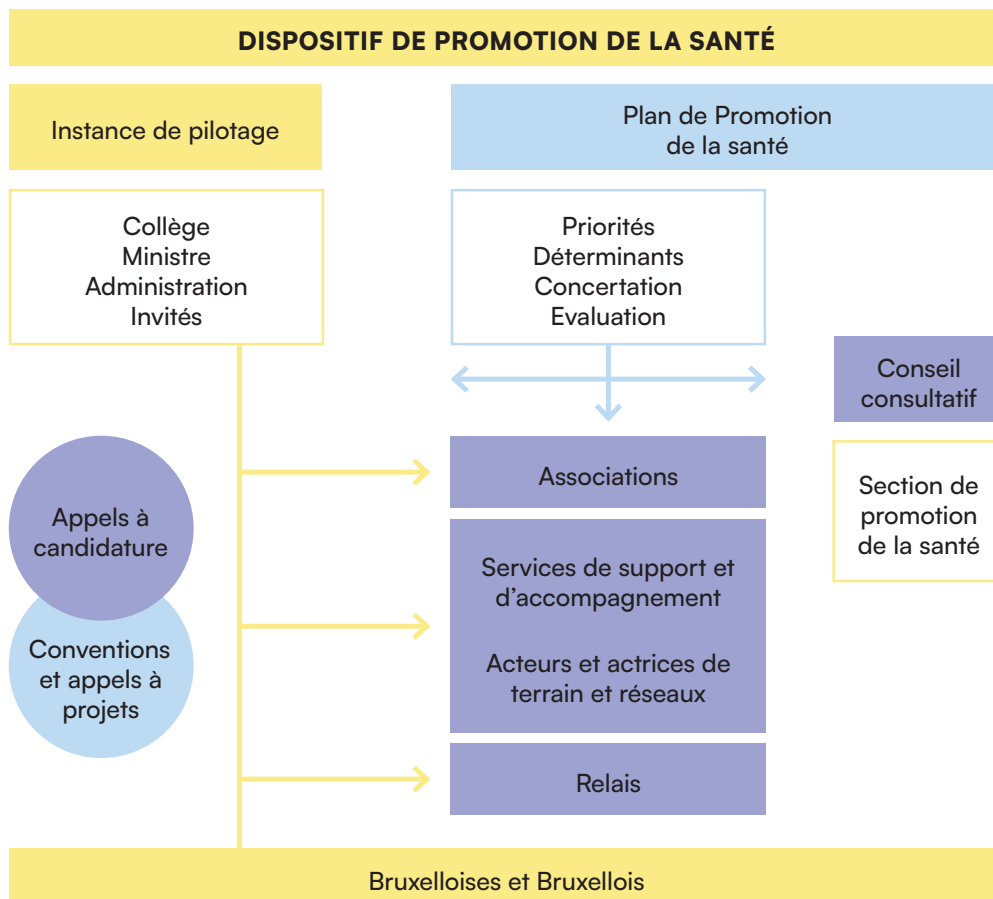 DISPOSITIF DE PROMOTION DE LA SANTÉ
Instance de pilotage
Plan de Promotion
de la santé
Collège
Ministre
Administration
Invités
Priorités
Déterminants
Concertation
Evaluation
Conseil
consultatif
Section de
promotion
de la santé
Appels à
candidature
Conventions
et appels à
projets
Associations
Services de support et
d’accompagnement
Acteurs et actrices de
terrain et réseaux
Relais
Bruxelloises et Bruxellois